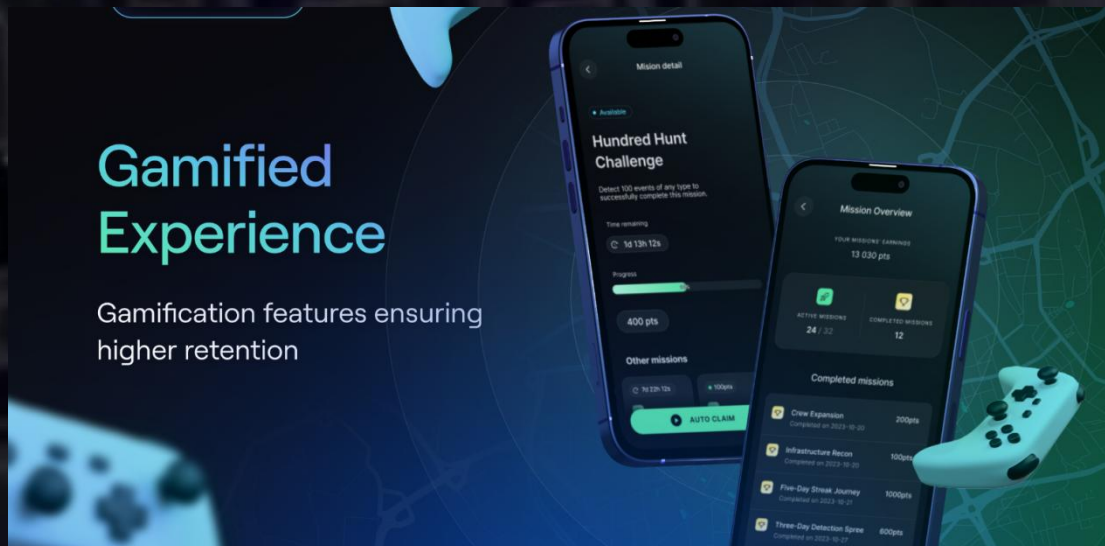 Gamified
Experience
Gamification features ensuring
higher retention
Mision detail
Available
Hundred Hunt
Challenge
Detect 100 events of any type to
successfully complete this mission.
Time remaining
1d 13h 12s
Progress
400 pts
Other missions
7d 22h 12s
100pts
AUTO CLAIM
Mission Overview
YOUR MISSIONS' EARNINGS
13 030 pts
ACTIVE MISSIONS
24 / 32
COMPLETED MISSIONS
12
Completed missions
Crew Expansion
200pts
Completed on 2023-10-20
Infrastructure Recon
100pts
Completed on 2023-10-20
Five-Day Streak Journey
1000pts
Completed on 2023-10-21
Three-Day Detection Spree
600pts
Completed on 2023-10-27